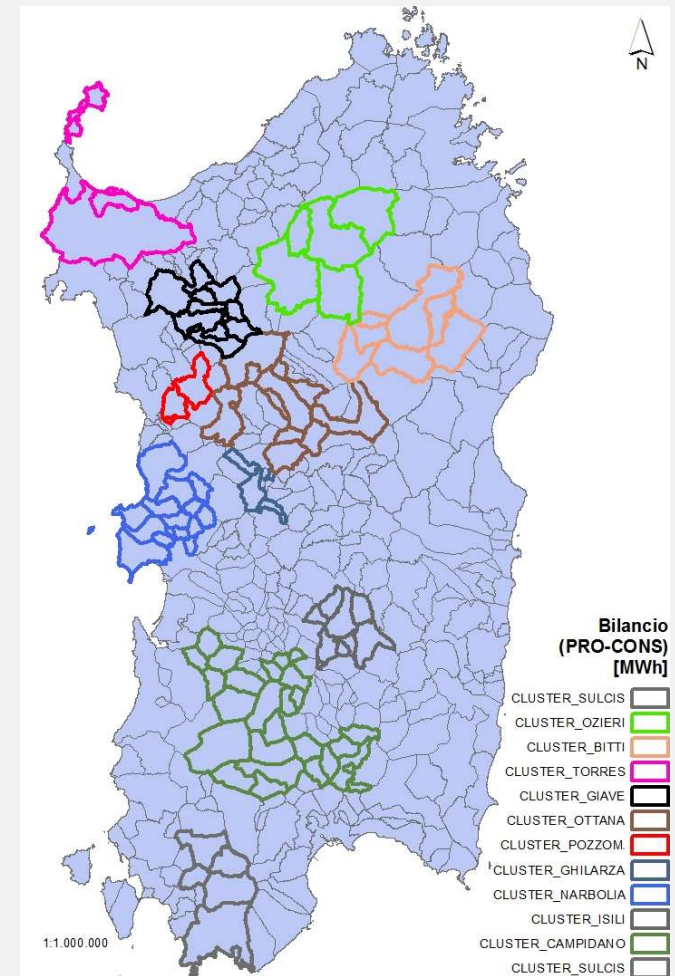 N
Bilancio
(PRO-CONS)
[MWh]
CLUSTER_SULCIS
CLUSTER_OZIERI
CLUSTER_BITTI
CLUSTER_TORRES
CLUSTER_GIAVE
CLUSTER_OTTANA
CLUSTER_POZZOM.
CLUSTER_GHILARZA
CLUSTER_NARBOLIA
CLUSTER_ISILI
CLUSTER_CAMPIDANO
CLUSTER_SULCIS
1:1.000.000